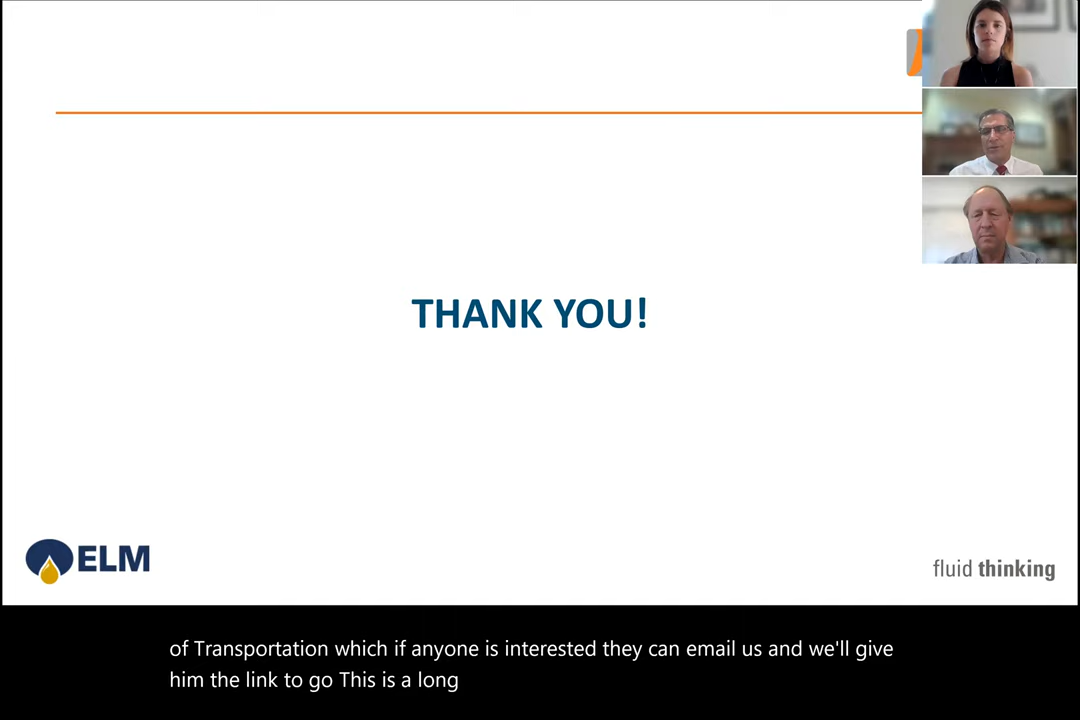 THANK YOU!
ELM
fluid thinking
of Transportation which if anyone is interested they can email us and we'll give
him the link to go This is a long